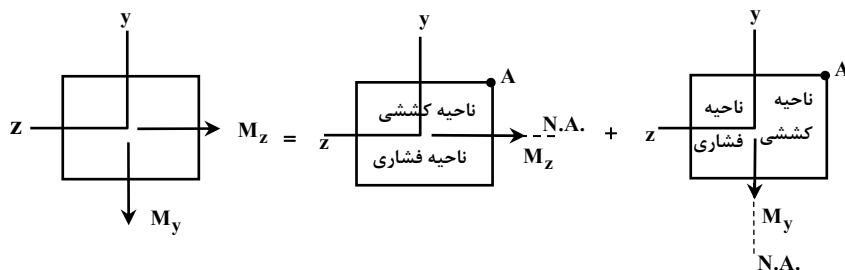 y
z
M_z
M_y
=
y
A
ناحیه کششی
z
N.A.
ناحیه فشاری
M_z
+
y
A
ناحیه
کششی
ناحیه
فشاری
z
M_y
N.A.